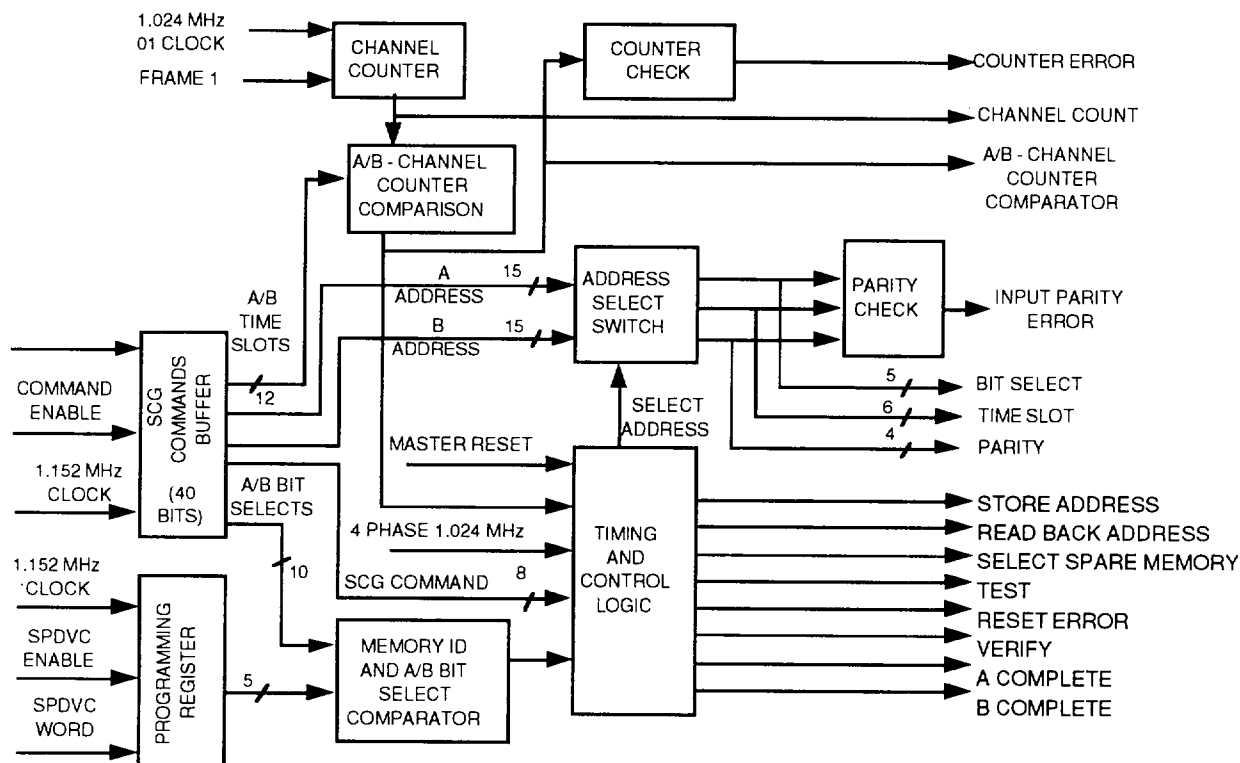 1.024 MHz
01 CLOCK
FRAME 1
CHANNEL
COUNTER
COUNTER
CHECK
COUNTER ERROR
CHANNEL COUNT
A/B - CHANNEL
COUNTER
COMPARISON
A/B - CHANNEL
COUNTER
COMPARATOR
A/B
TIME
SLOTS
12
A
ADDRESS
15
B
ADDRESS
15
ADDRESS
SELECT
SWITCH
PARITY
CHECK
INPUT PARITY
ERROR
5
BIT SELECT
6
TIME SLOT
4
PARITY
COMMAND
ENABLE
1.152 MHz
CLOCK
SCG
COMMANDS
BUFFER
(40
BITS)
A/B BIT
SELECTS
10
SELECT
ADDRESS
MASTER RESET
4 PHASE 1.024 MHz
SCG COMMAND
8
TIMING
AND
CONTROL
LOGIC
STORE ADDRESS
READ BACK ADDRESS
SELECT SPARE MEMORY
TEST
RESET ERROR
VERIFY
A COMPLETE
B COMPLETE
1.152 MHz
CLOCK
SPDVC
ENABLE
SPDVC
WORD
PROGRAMMING
REGISTER
5
MEMORY ID
AND A/B BIT
SELECT
COMPARATOR